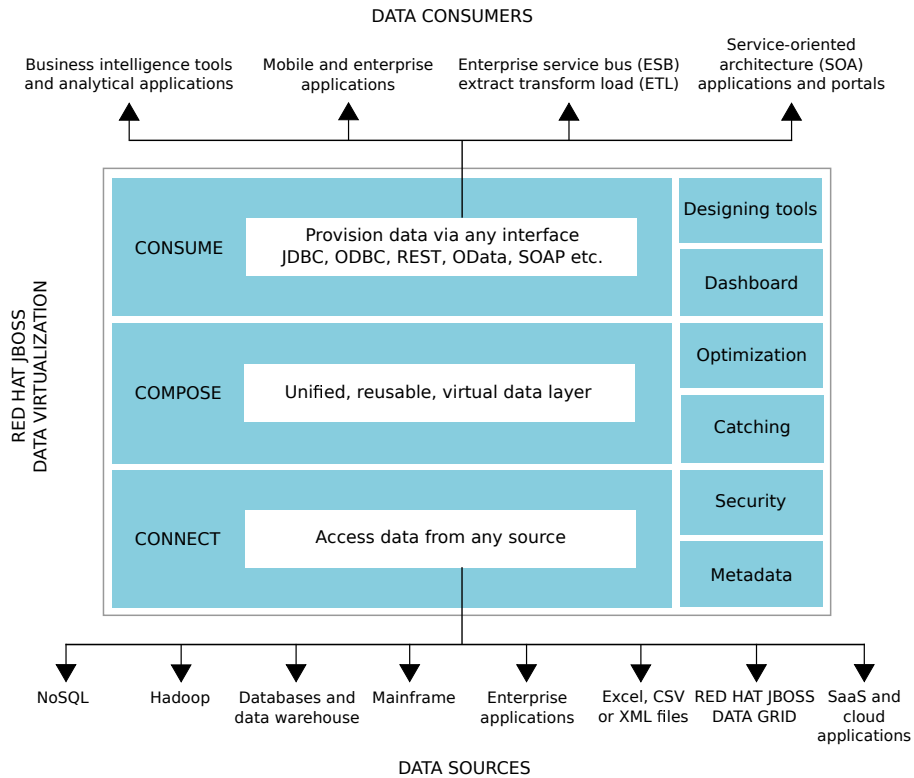 DATA CONSUMERS
Business intelligence tools
and analytical applications
Mobile and enterprise
applications
Enterprise service bus (ESB)
extract transform load (ETL)
Service-oriented
architecture (SOA)
applications and portals
RED HAT JBOSS
DATA VIRTUALIZATION
CONSUME
Provision data via any interface
JDBC, ODBC, REST, OData, SOAP etc.
COMPOSE
Unified, reusable, virtual data layer
CONNECT
Access data from any source
Designing tools
Dashboard
Optimization
Catching
Security
Metadata
NoSQL
Hadoop
Databases and
data warehouse
Mainframe
Enterprise
applications
Excel, CSV
or XML files
RED HAT JBOSS
DATA GRID
SaaS and
cloud
applications
DATA SOURCES